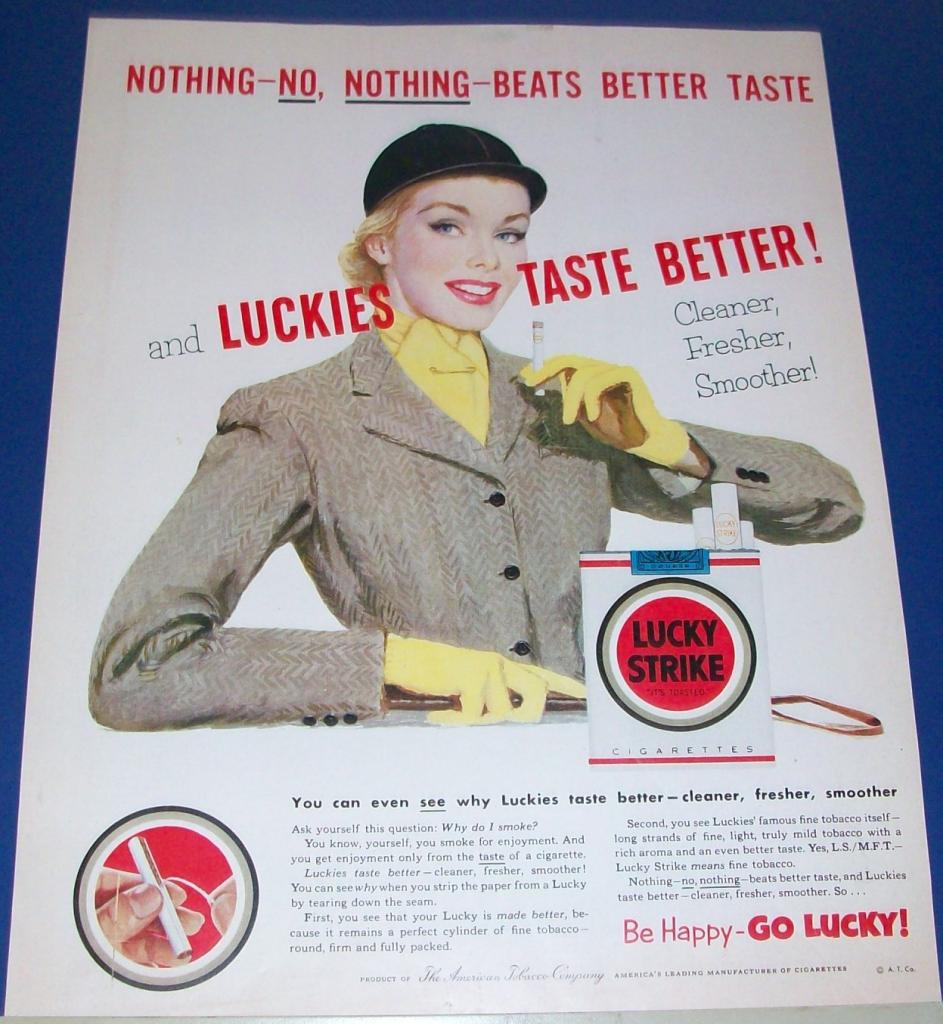 NOTHING—NO, NOTHING—BEATS BETTER TASTE
and LUCKIES TASTE BETTER!
Cleaner,
Fresher,
Smoother!
LUCKY
STRIKE
LUCKY
STRIKE
"IT'S TOASTED"
CIGARETTES
You can even see why Luckies taste better—cleaner, fresher, smoother
Ask yourself this question: Why do I smoke?
You know, yourself, you smoke for enjoyment. And
you get enjoyment only from the taste of a cigarette.
Luckies taste better—cleaner, fresher, smoother!
You can see why when you strip the paper from a Lucky
by tearing down the seam.
First, you see that your Lucky is made better, be-
cause it remains a perfect cylinder of fine tobacco—
round, firm and fully packed.
Second, you see Luckies' famous fine tobacco itself—
long strands of fine, light, truly mild tobacco with a
rich aroma and an even better taste. Yes, L.S./M.F.T.—
Lucky Strike means fine tobacco.
Nothing—no, nothing—beats better taste, and Luckies
taste better—cleaner, fresher, smoother. So . . .
Be Happy-GO LUCKY!
PRODUCT OF The American Tobacco Company AMERICA'S LEADING MANUFACTURER OF CIGARETTES © A. T. Co.